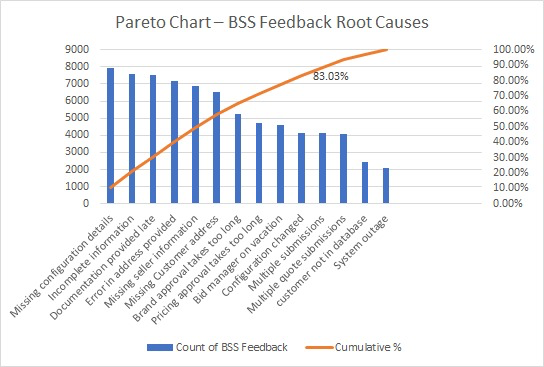 Pareto Chart – BSS Feedback Root Causes
9000
8000
7000
6000
5000
4000
3000
2000
1000
0
100.00%
90.00%
80.00%
70.00%
60.00%
50.00%
40.00%
30.00%
20.00%
10.00%
0.00%
83.03%
Missing configuration details
Incomplete information
Documentation provided late
Error in address provided
Missing seller information
Missing Customer address
Brand approval takes too long
Pricing approval takes too long
Bid manager on vacation
Configuration changed
Multiple submissions
Multiple quote submissions
customer not in database
System outage
Count of BSS Feedback
Cumulative %